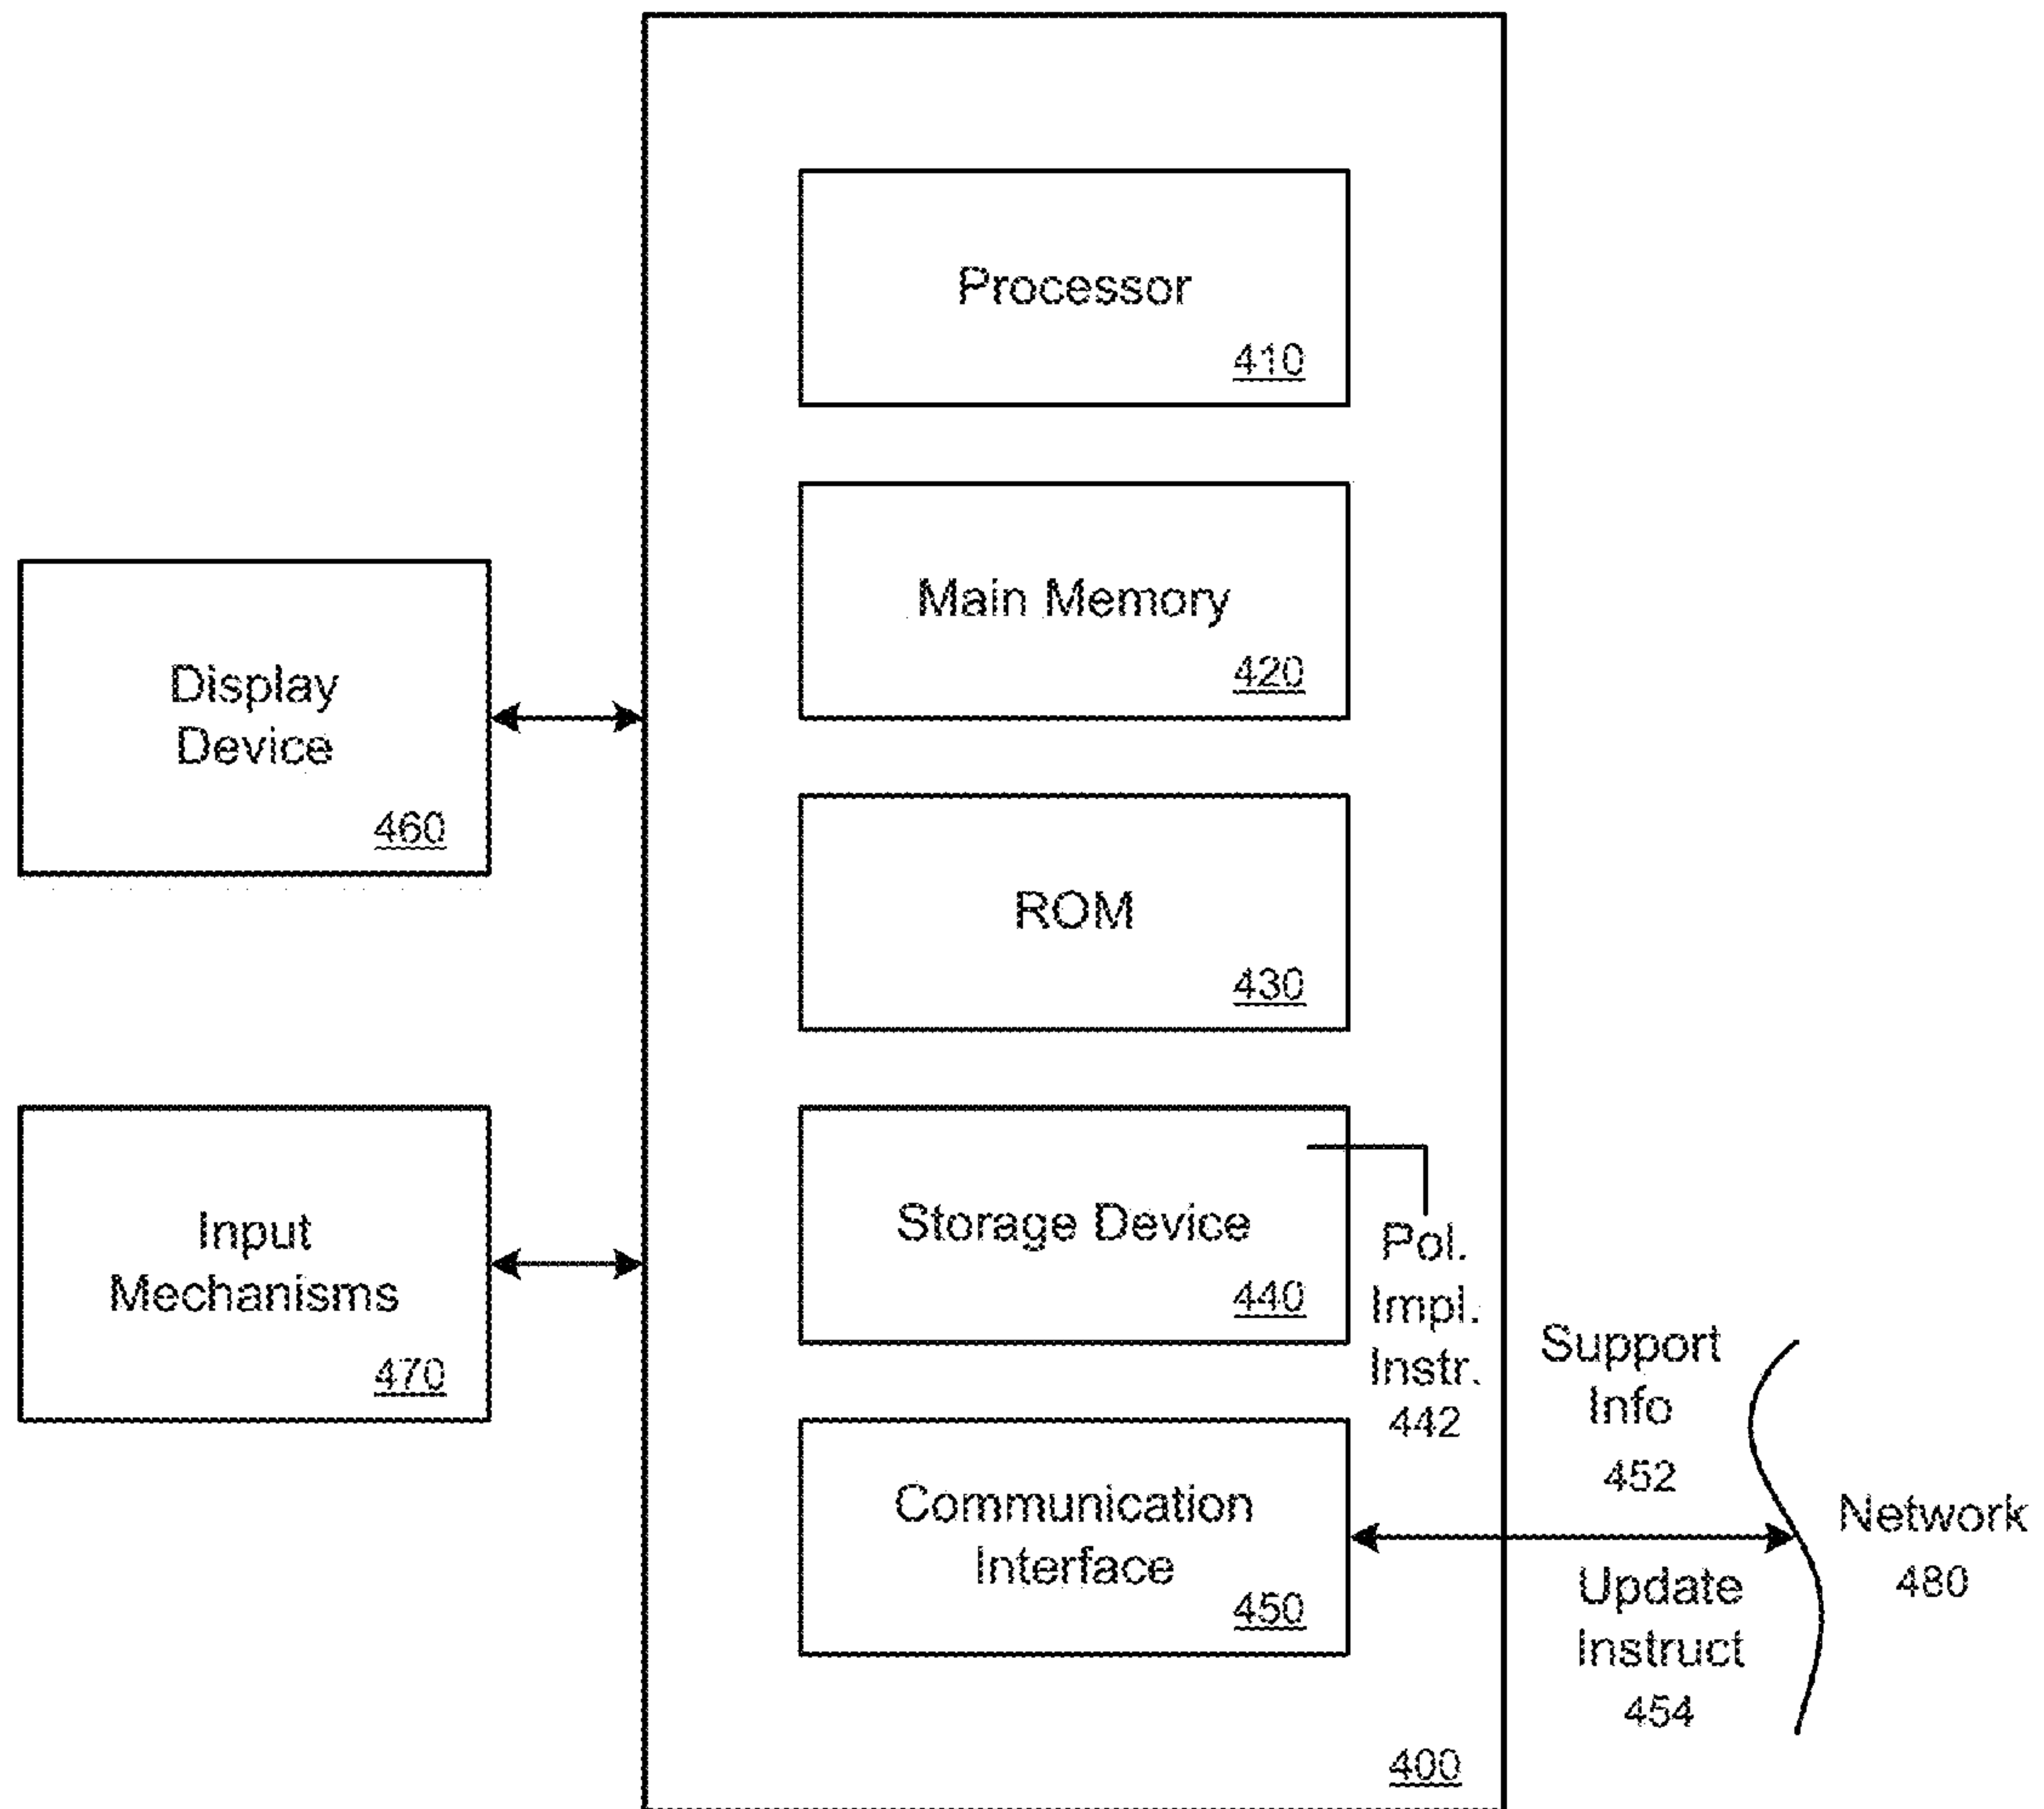 Processor
410
Main Memory
420
Display
Device
460
ROM
430
Input
Mechanisms
470
Storage Device
440
Pol.
Impl.
Instr.
442
Communication
Interface
450
Support
Info
452
Update
Instruct
454
Network
480
400